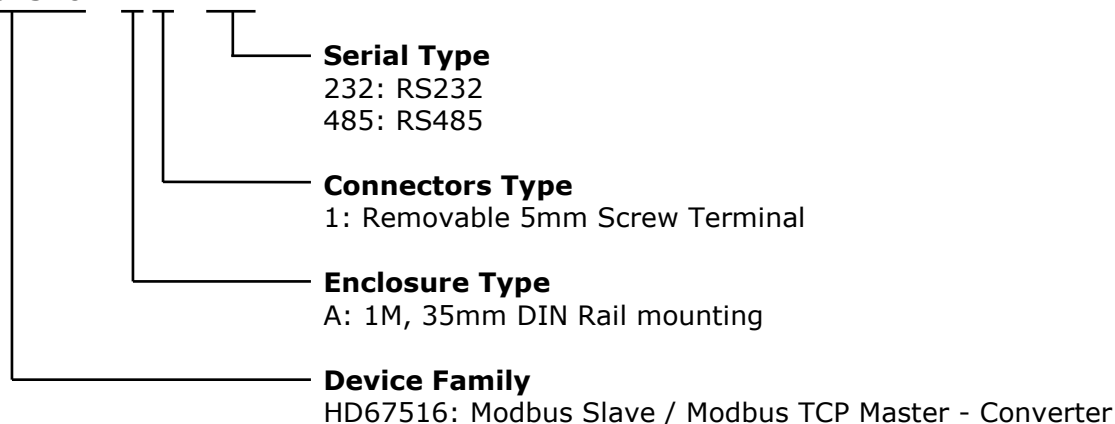 Serial Type
232: RS232
485: RS485
Connectors Type
1: Removable 5mm Screw Terminal
Enclosure Type
A: 1M, 35mm DIN Rail mounting
Device Family
HD67516: Modbus Slave / Modbus TCP Master - Converter